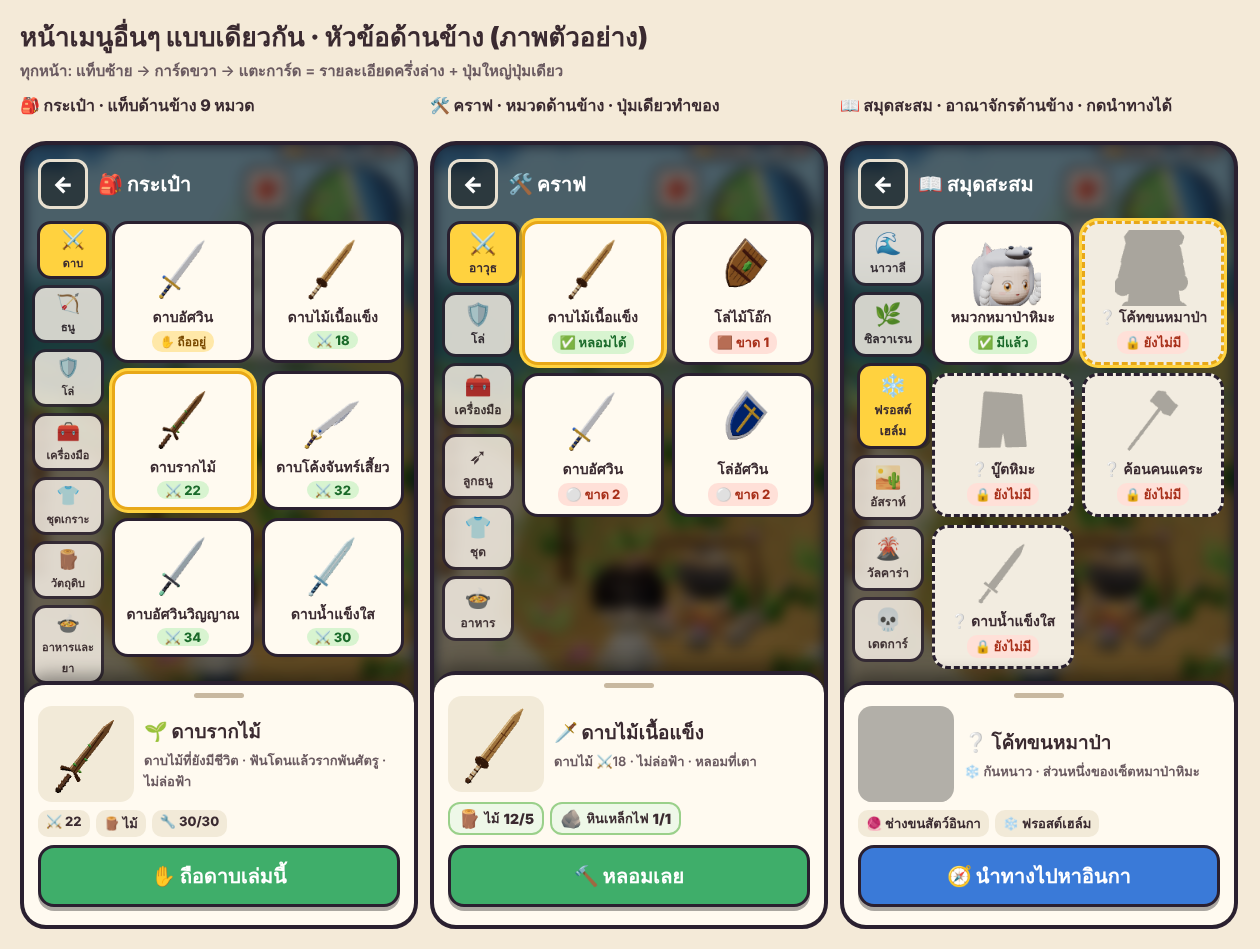 หน้าเมนูอื่นๆ แบบเดียวกัน · หัวข้อด้านข้าง (ภาพตัวอย่าง)
ทุกหน้า: แท็บซ้าย → การ์ดขวา → แตะการ์ด = รายละเอียดครึ่งล่าง + ปุ่มใหญ่ปุ่มเดียว
🎒 กระเป๋า · แท็บด้านข้าง 9 หมวด
🛠️ คราฟ · หมวดด้านข้าง · ปุ่มเดียวทำของ
📖 สมุดสะสม · อาณาจักรด้านข้าง · กดนำทางได้
← 🎒 กระเป๋า
⚔️ ดาบ
🏹 ธนู
🛡️ โล่
🧰 เครื่องมือ
👕 ชุดเกราะ
🪵 วัตถุดิบ
🍲 อาหารและ
ยา
ดาบอัศวิน
✋ ถืออยู่
ดาบไม้เนื้อแข็ง
⚔️ 18
ดาบรากไม้
⚔️ 22
ดาบโค้งจันทร์เสี้ยว
⚔️ 32
ดาบอัศวินวิญญาณ
⚔️ 34
ดาบน้ำแข็งใส
⚔️ 30
🌱 ดาบรากไม้
ดาบไม้ที่ยังมีชีวิต · ฟันโดนแล้วรากพันศัตรู ·
ไม่ล่อฟ้า
⚔️ 22 🪵 ไม้ 🔧 30/30
✋ ถือดาบเล่มนี้
← 🛠️ คราฟ
⚔️ อาวุธ
🛡️ โล่
🧰 เครื่องมือ
➶ ลูกธนู
👕 ชุด
🍲 อาหาร
ดาบไม้เนื้อแข็ง
✅ หลอมได้
โล่ไม้โอ๊ก
🟫 ขาด 1
ดาบอัศวิน
⚪ ขาด 2
โล่อัศวิน
⚪ ขาด 2
🗡️ ดาบไม้เนื้อแข็ง
ดาบไม้ ⚔️18 · ไม่ล่อฟ้า · หลอมที่เตา
🪵 ไม้ 12/5 🪨 หินเหล็กไฟ 1/1
🔨 หลอมเลย
← 📖 สมุดสะสม
🌊 นาวาลี
🌿 ซิลวาเรน
❄️ ฟรอสต์
เฮล์ม
🏜️ อัสราห์
🌋 วัลคาร่า
💀 เดดการ์
หมวกหมาป่าหิมะ
✅ มีแล้ว
❔ โค้ทขนหมาป่า
🔒 ยังไม่มี
❔ บู๊ตหิมะ
🔒 ยังไม่มี
❔ ค้อนคนแคระ
🔒 ยังไม่มี
❔ ดาบน้ำแข็งใส
🔒 ยังไม่มี
❔ โค้ทขนหมาป่า
❄️ กันหนาว · ส่วนหนึ่งของเซ็ตหมาป่าหิมะ
🧶 ช่างขนสัตว์อินกา ❄️ ฟรอสต์เฮล์ม
🧭 นำทางไปหาอินกา